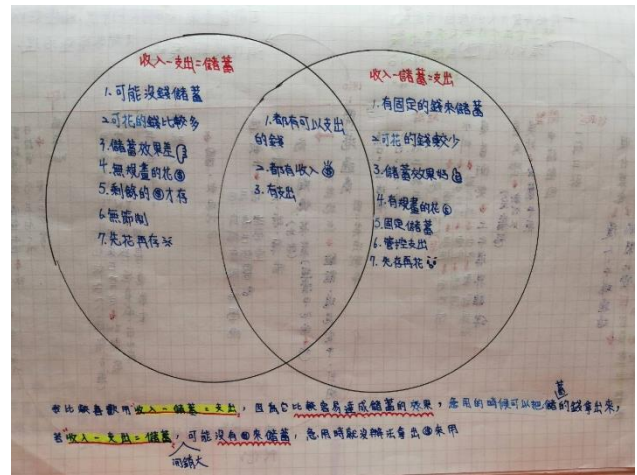 收入-支出=儲蓄
1.可能沒錢儲蓄
2.可花的錢比較多
3.儲蓄效果差
4.無規畫的花
5.剩餘的才存
6.無節制
7.先花再存
1.都有可以支出
的錢
2.都有收入
3.有支出
收入-儲蓄=支出
1.有固定的錢來儲蓄
2.可花的錢較少
3.儲蓄效果好
4.有規畫的花
5.固定儲蓄
6.管控支出
7.先存再花
我比較喜歡用收入-儲蓄=支出,因為它比較容易達成儲蓄的效果,急用的時候可以把儲蓄的錢拿出來,
若收入-支出=儲蓄,可能沒有來儲蓄,急用時就沒辦法拿出來用
開銷大